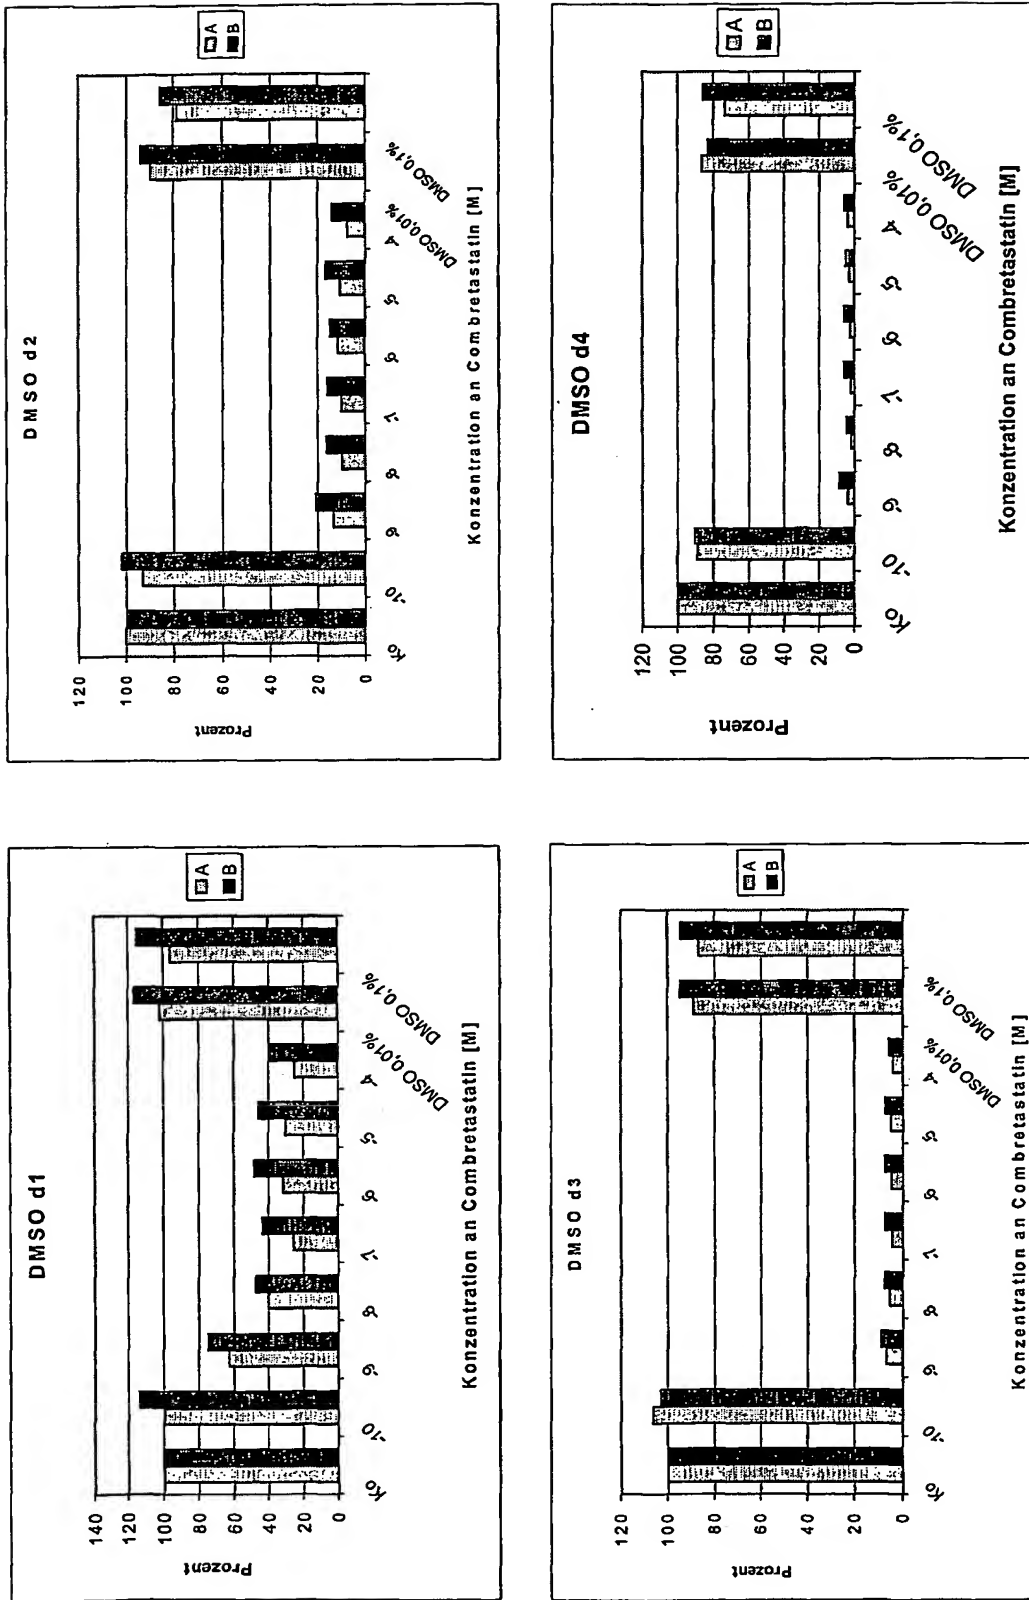 DMSO d1
140
120
100
80
60
40
20
0
Prozent
Ko
-10
-9
-8
-7
-6
-5
-4
DMSO 0,01%
DMSO 0,1%
Konzentration an Combretastatin [M]
A
B
DMSO d2
120
100
80
60
40
20
0
Prozent
Ko
-10
-9
-8
-7
-6
-5
-4
DMSO 0,01%
DMSO 0,1%
Konzentration an Combretastatin [M]
A
B
DMSO d3
120
100
80
60
40
20
0
Prozent
Ko
-10
-9
-8
-7
-6
-5
-4
DMSO 0,01%
DMSO 0,1%
Konzentration an Combretastatin [M]
A
B
DMSO d4
120
100
80
60
40
20
0
Prozent
Ko
-10
-9
-8
-7
-6
-5
-4
DMSO 0,01%
DMSO 0,1%
Konzentration an Combretastatin [M]
A
B